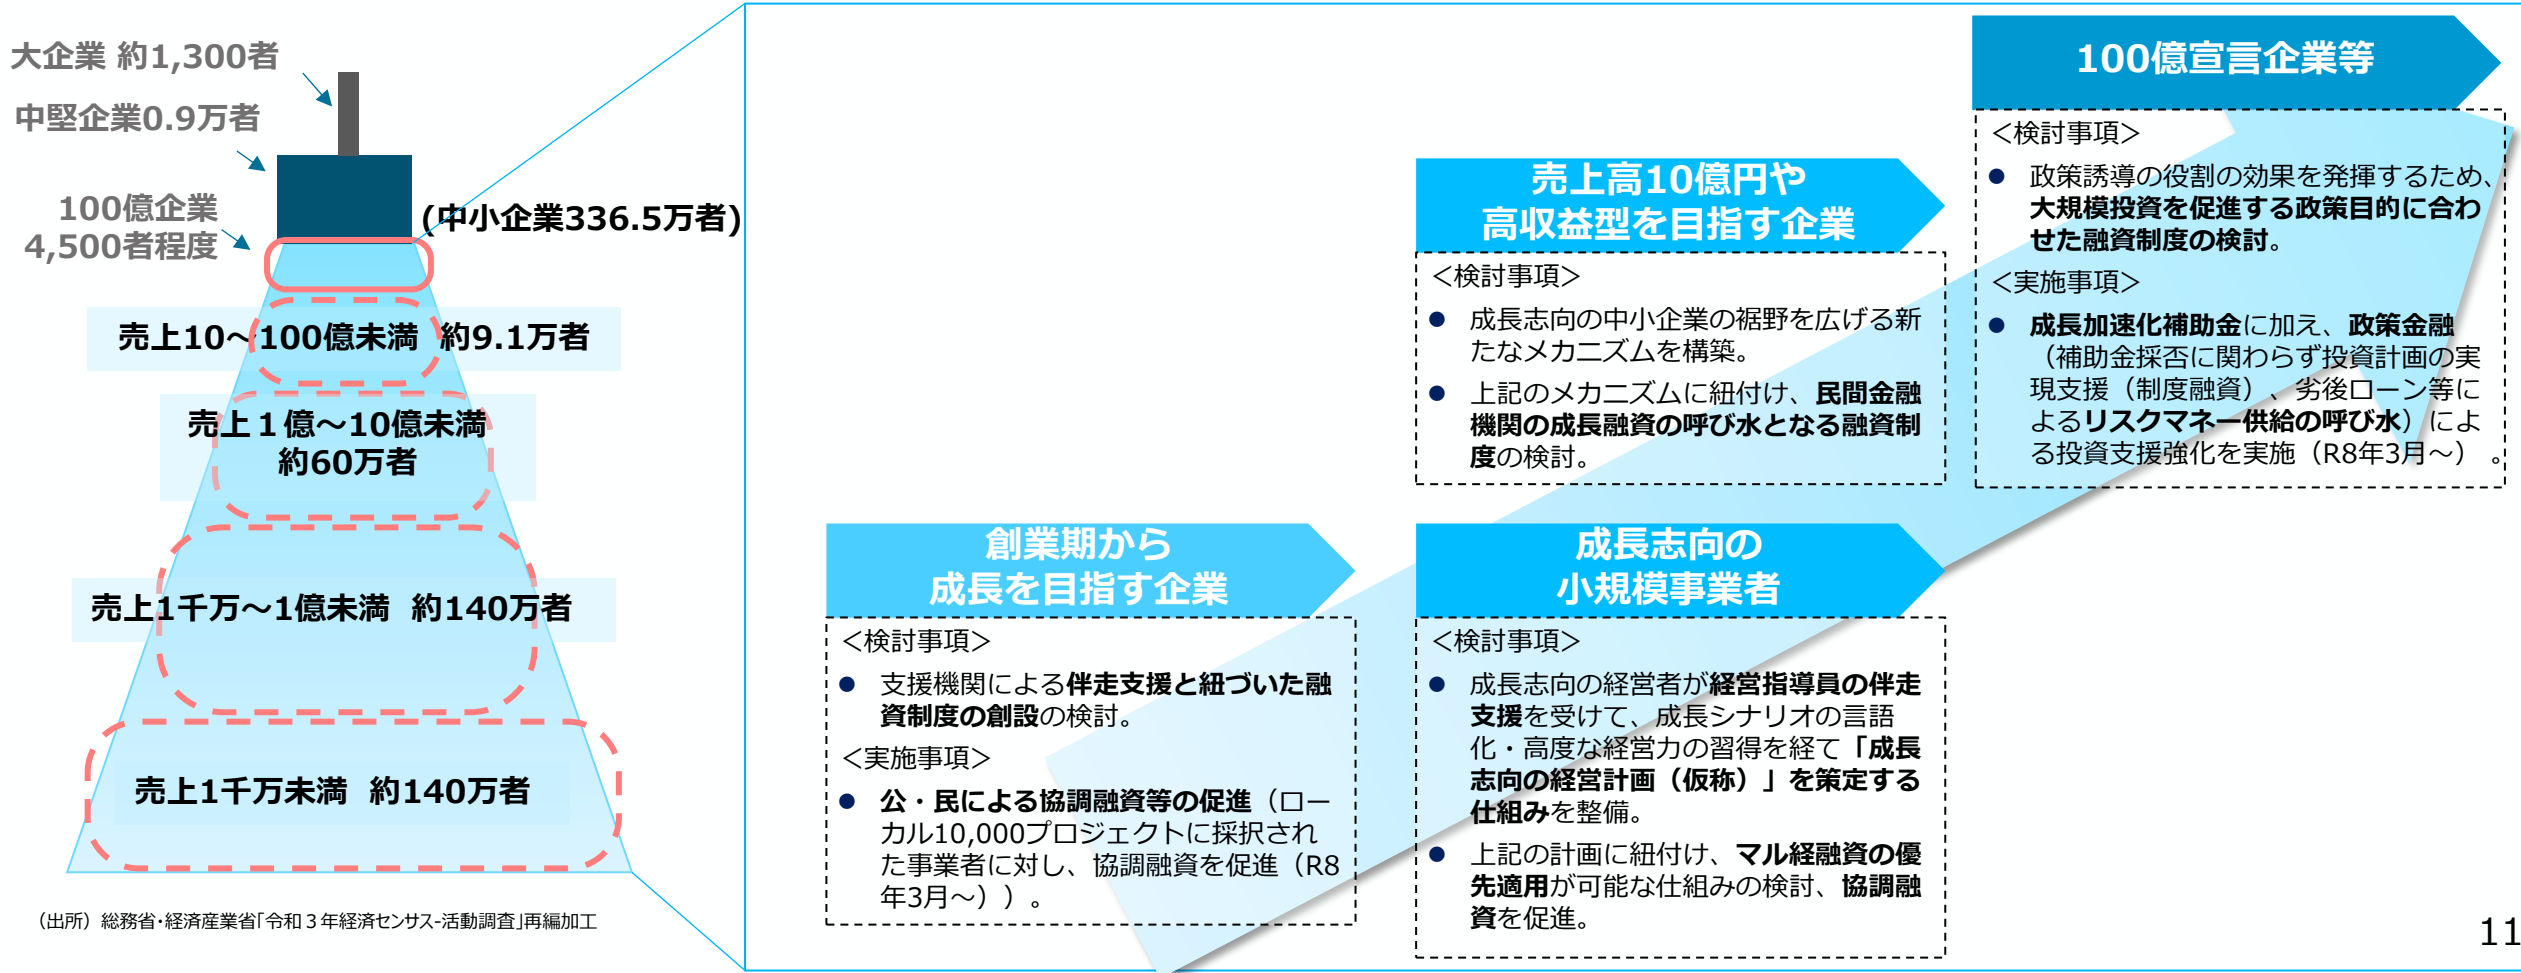 大企業 約1,300者
中堅企業0.9万者
100億企業
4,500者程度
(中小企業336.5万者)
売上10～100億未満 約9.1万者
売上１億～10億未満
約60万者
売上1千万～1億未満 約140万者
売上1千万未満 約140万者
（出所）総務省・経済産業省「令和３年経済センサス-活動調査」再編加工
創業期から
成長を目指す企業
＜検討事項＞
● 支援機関による伴走支援と紐づいた融
資制度の創設の検討。
＜実施事項＞
● 公・民による協調融資等の促進（ロー
カル10,000プロジェクトに採択され
た事業者に対し、協調融資を促進（R8
年3月～））。
売上高10億円や
高収益型を目指す企業
＜検討事項＞
● 成長志向の中小企業の裾野を広げる新
たなメカニズムを構築。
● 上記のメカニズムに紐付け、民間金融
機関の成長融資の呼び水となる融資制
度の検討。
成長志向の
小規模事業者
＜検討事項＞
● 成長志向の経営者が経営指導員の伴走
支援を受けて、成長シナリオの言語
化・高度な経営力の習得を経て「成長
志向の経営計画（仮称）」を策定する
仕組みを整備。
● 上記の計画に紐付け、マル経融資の優
先適用が可能な仕組みの検討、協調融
資を促進。
100億宣言企業等
＜検討事項＞
● 政策誘導の役割の効果を発揮するため、
大規模投資を促進する政策目的に合わ
せた融資制度の検討。
＜実施事項＞
● 成長加速化補助金に加え、政策金融
（補助金採否に関わらず投資計画の実
現支援（制度融資）、劣後ローン等に
よるリスクマネー供給の呼び水）によ
る投資支援強化を実施（R8年3月～）。
11